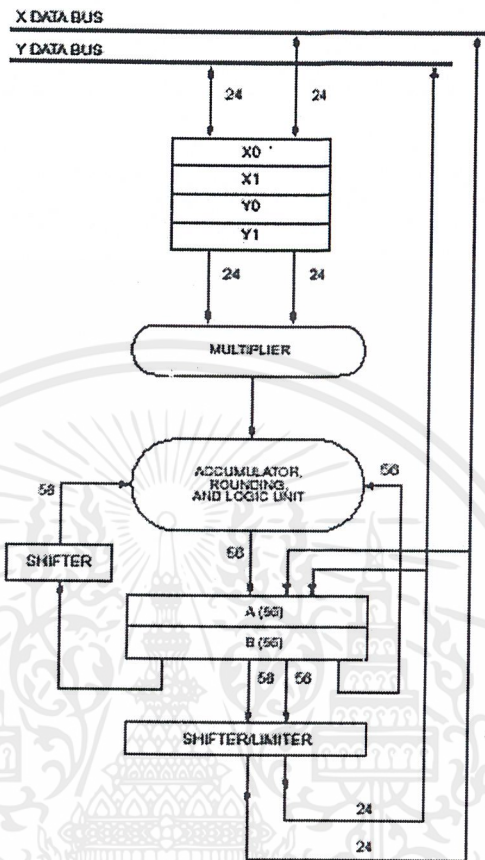 X DATA BUS
Y DATA BUS
24 24
X0
X1
Y0
Y1
24 24
MULTIPLIER
ACCUMULATOR,
ROUNDING,
AND LOGIC UNIT
56 56
56
SHIFTER
A (56)
B (56)
56 56
SHIFTER/LIMITER
24
24